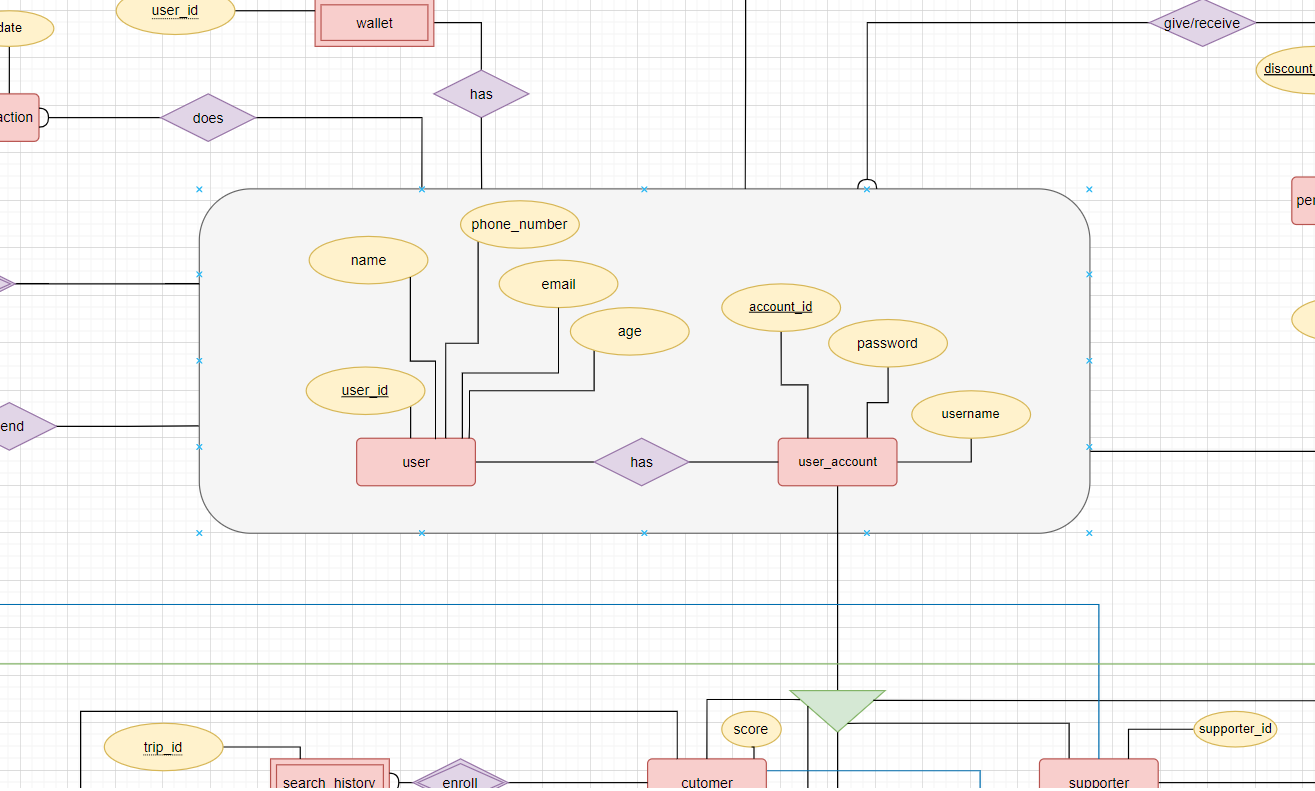 user_id
wallet
give/receive
date
discount_
has
action
does
per
phone_number
name
email
age
account_id
password
user_id
username
end
user
has
user_account
score
supporter_id
trip_id
search_history
enroll
cutomer
supporter